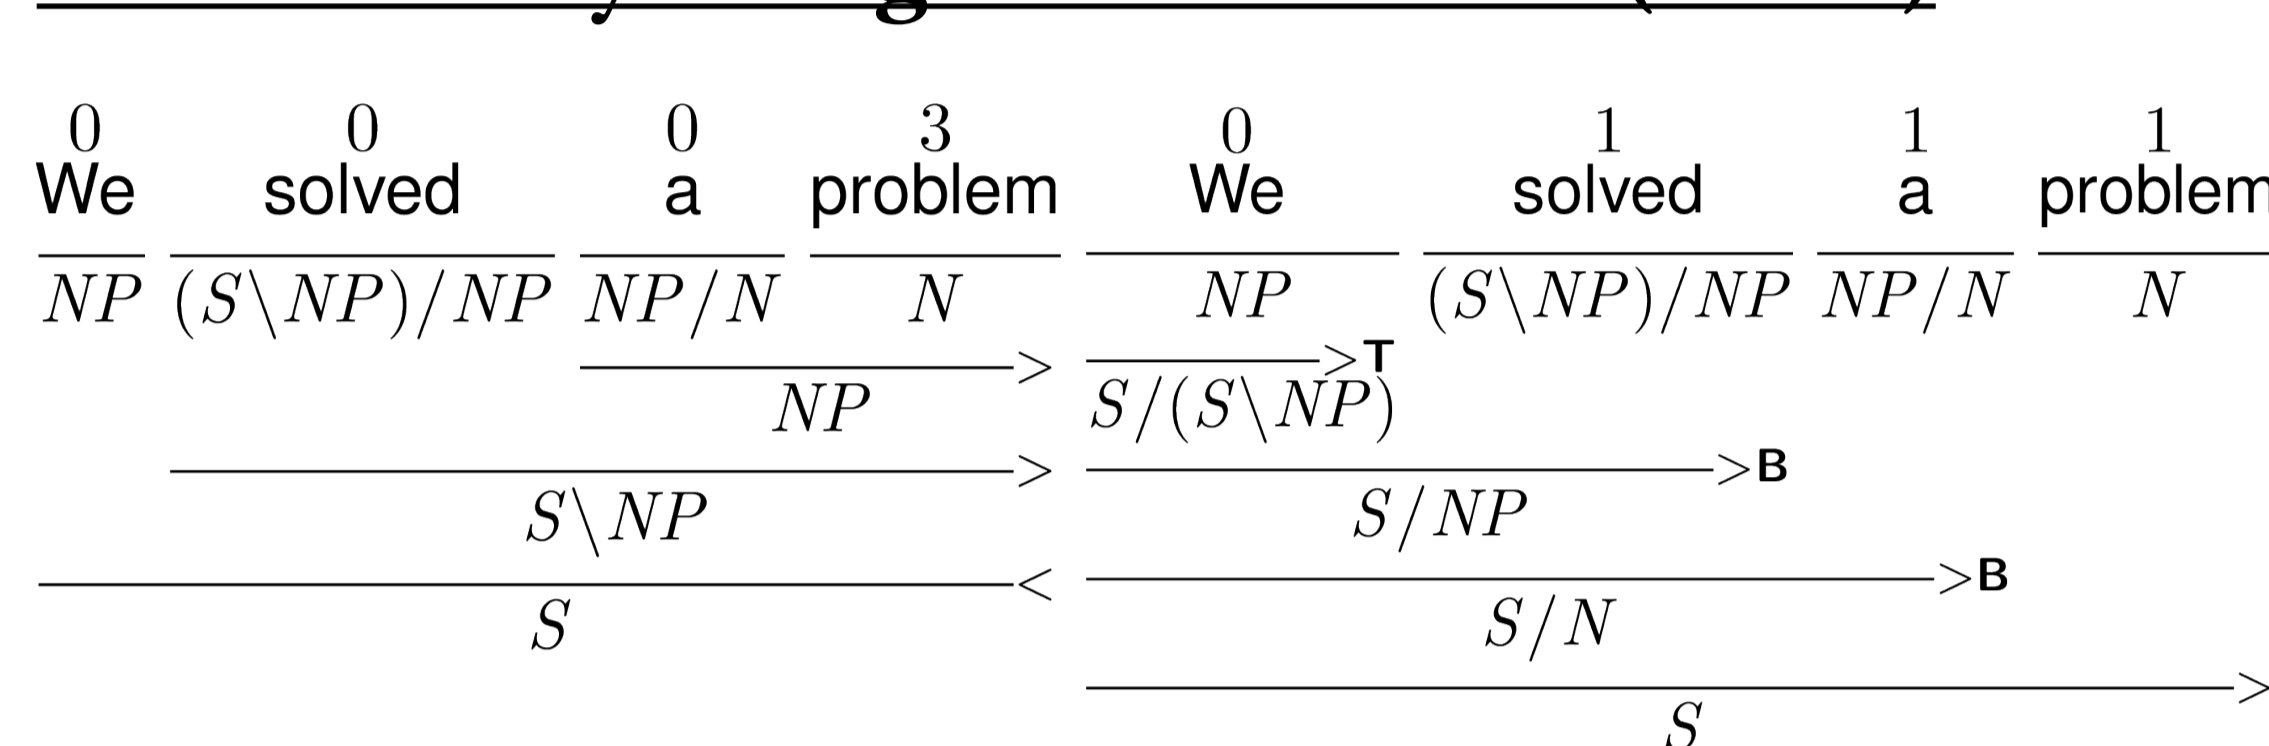 0 0 0 3 0 1 1 1
We solved a problem We solved a problem
NP (S\NP)/NP NP/N N NP (S\NP)/NP NP/N N
> >T
NP S/(S\NP)
> >B
S\NP S/NP
< >B
S S/N
>
S